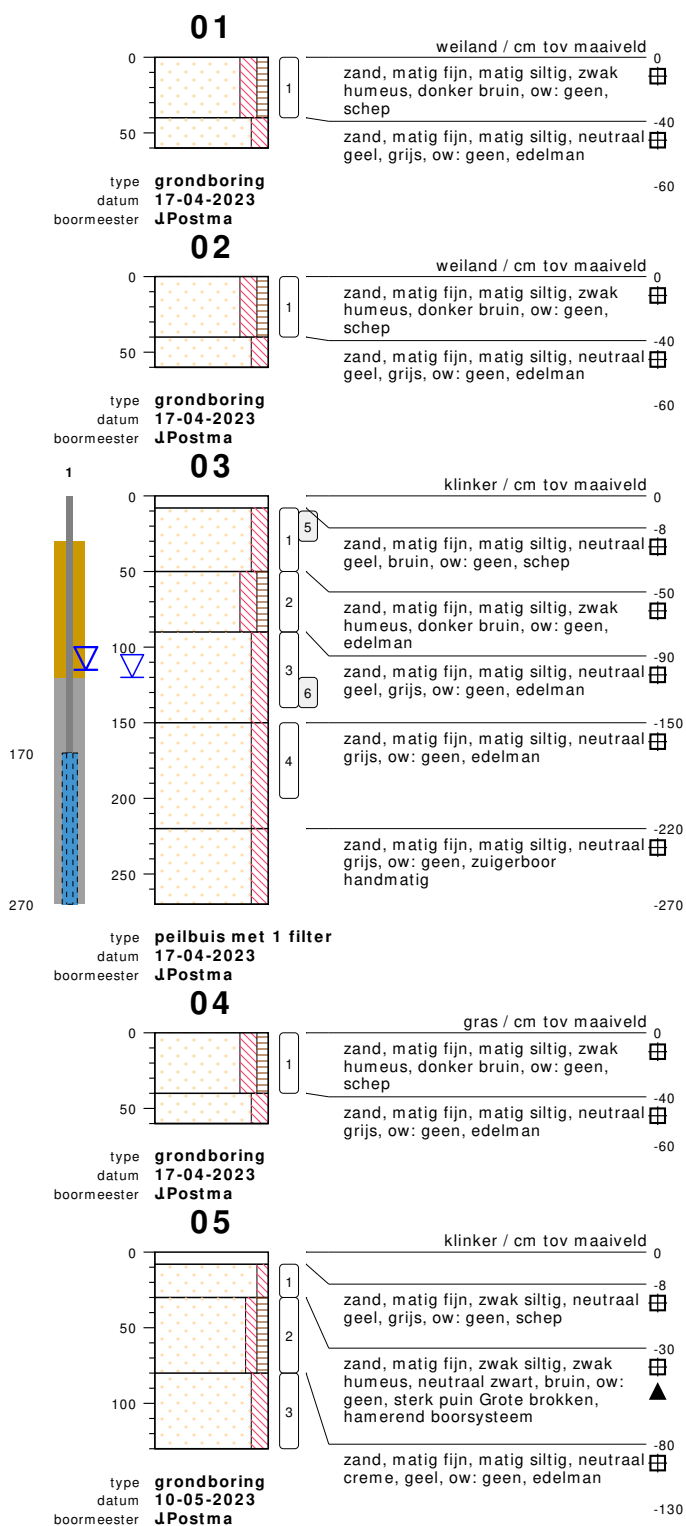 01
weiland / cm tov maaiveld
0
0
zand, matig fijn, matig siltig, zwak
humeus, donker bruin, ow: geen,
schep
1
-40
50
zand, matig fijn, matig siltig, neutraal
geel, grijs, ow: geen, edelman
-60
type grondboring
datum 17-04-2023
boormeester J.Postma
02
weiland / cm tov maaiveld
0
0
zand, matig fijn, matig siltig, zwak
humeus, donker bruin, ow: geen,
schep
1
-40
50
zand, matig fijn, matig siltig, neutraal
geel, grijs, ow: geen, edelman
-60
type grondboring
datum 17-04-2023
boormeester J.Postma
03
1
klinker / cm tov maaiveld
0
0
5
-8
1
zand, matig fijn, matig siltig, neutraal
geel, bruin, ow: geen, schep
50
-50
2
zand, matig fijn, matig siltig, zwak
humeus, donker bruin, ow: geen,
edelman
100
-90
3
zand, matig fijn, matig siltig, neutraal
geel, grijs, ow: geen, edelman
6
150
-150
170
4
zand, matig fijn, matig siltig, neutraal
grijs, ow: geen, edelman
200
-220
250
zand, matig fijn, matig siltig, neutraal
grijs, ow: geen, zuigerboor
handmatig
270
-270
type peilbuis met 1 filter
datum 17-04-2023
boormeester J.Postma
04
gras / cm tov maaiveld
0
0
zand, matig fijn, matig siltig, zwak
humeus, donker bruin, ow: geen,
schep
1
-40
50
zand, matig fijn, matig siltig, neutraal
grijs, ow: geen, edelman
-60
type grondboring
datum 17-04-2023
boormeester J.Postma
05
klinker / cm tov maaiveld
0
0
-8
1
zand, matig fijn, zwak siltig, neutraal
geel, grijs, ow: geen, schep
-30
50
2
zand, matig fijn, zwak siltig, zwak
humeus, neutraal zwart, bruin, ow:
geen, sterk puin Grote brokken,
hamerend boorsysteem
100
3
-80
zand, matig fijn, matig siltig, neutraal
creme, geel, ow: geen, edelman
-130
type grondboring
datum 10-05-2023
boormeester J.Postma